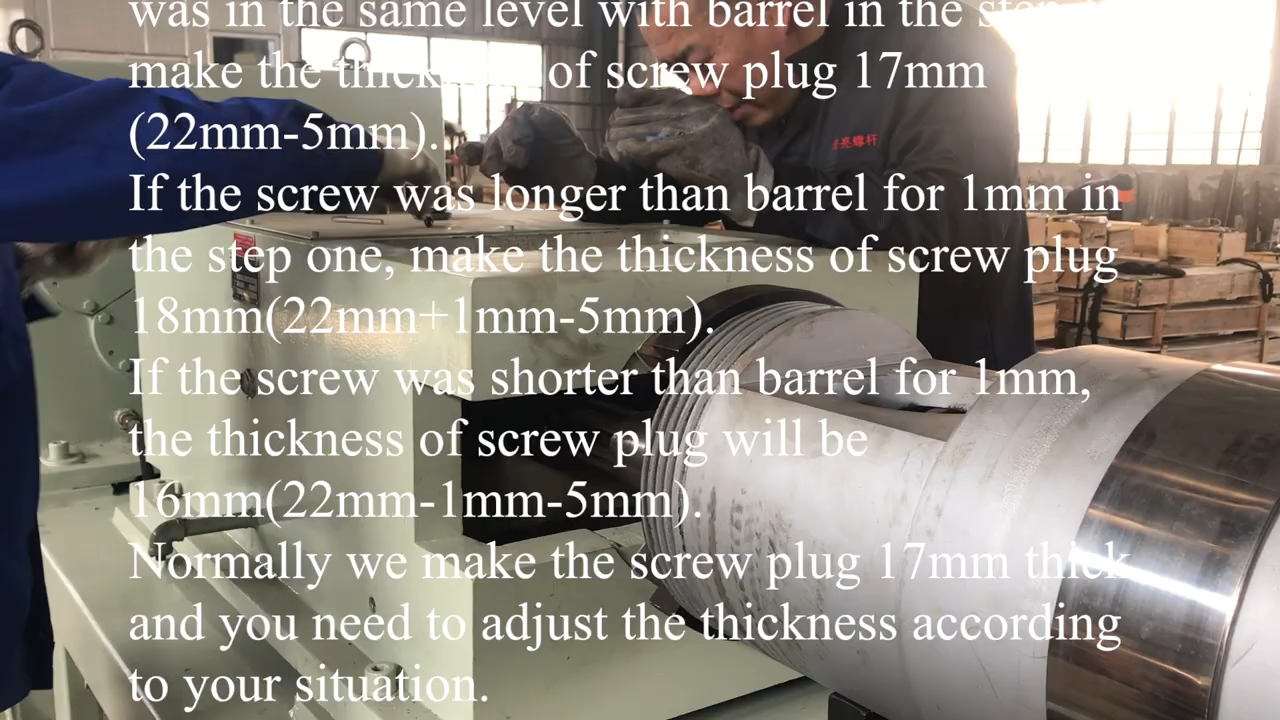 was in the same level with barrel in the
make the of screw plug 17mm
(22mm-5mm).
If the screw was longer than barrel for 1mm in
the step one, make the thickness of screw plug
18mm(22mm+1mm-5mm).
If the screw was shorter than barrel for 1mm,
the thickness of screw plug will be
16mm(22mm-1mm-5mm).
Normally we make the screw plug 17mm thick
and you need to adjust the thickness according
to your situation.